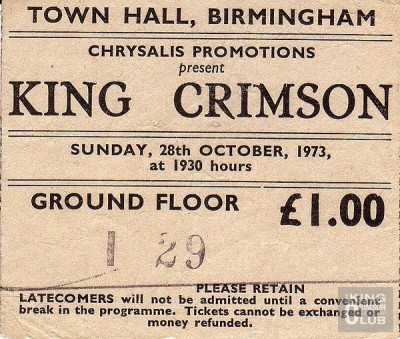 TOWN HALL, BIRMINGHAM
CHRYSALIS PROMOTIONS
present
KING CRIMSON
SUNDAY, 28th OCTOBER, 1973,
at 1930 hours
GROUND FLOOR £1.00
1 29
PLEASE RETAIN
LATECOMERS will not be admitted until a convenient
break in the programme. Tickets cannot be exchanged or
money refunded.